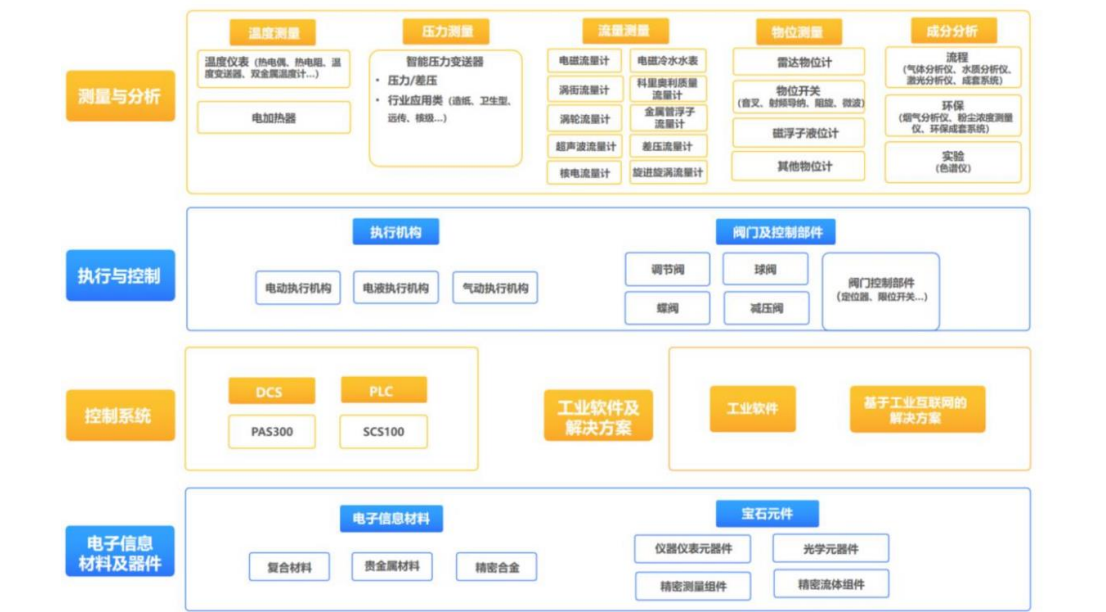 测量与分析
温度测量
温度仪表（热电偶、热电阻、温
度变送器、双金属温度计...）
电加热器
压力测量
智能压力变送器
• 压力/差压
• 行业应用类（造纸、卫生型、
远传、核级...）
流量测量
电磁流量计
电磁冷水水表
涡街流量计
科里奥利质量
流量计
涡轮流量计
金属管浮子
流量计
超声波流量计
差压流量计
核电流量计
旋进旋涡流量计
物位测量
雷达物位计
物位开关
（音叉、射频导纳、阻旋、微波）
磁浮子液位计
其他物位计
成分分析
流程
（气体分析仪、水质分析仪、
激光分析仪、成套系统）
环保
（烟气分析仪、粉尘浓度测量
仪、环保成套系统）
实验
（色谱仪）
执行与控制
执行机构
电动执行机构
电液执行机构
气动执行机构
阀门及控制部件
调节阀
球阀
蝶阀
减压阀
阀门控制部件
（定位器、限位开关...）
控制系统
DCS
PLC
PAS300
SCS100
工业软件及
解决方案
工业软件
基于工业互联网的
解决方案
电子信息
材料及器件
电子信息材料
复合材料
贵金属材料
精密合金
宝石元件
仪器仪表元器件
光学元器件
精密测量组件
精密流体组件